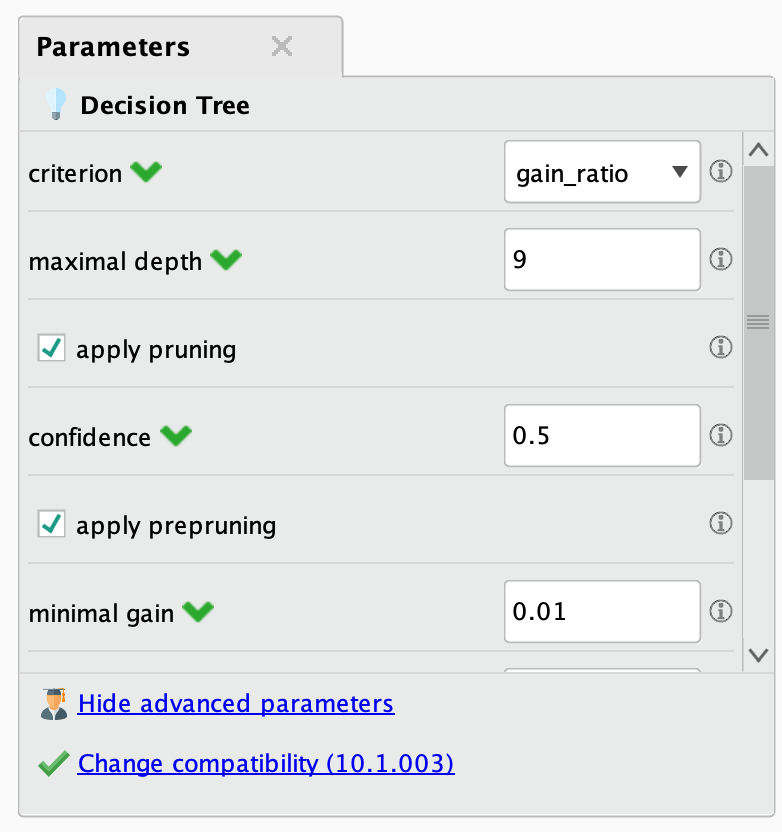 Parameters
Decision Tree
criterion gain_ratio
maximal depth 9
apply pruning
confidence 0.5
apply prepruning
minimal gain 0.01
Hide advanced parameters
Change compatibility (10.1.003)